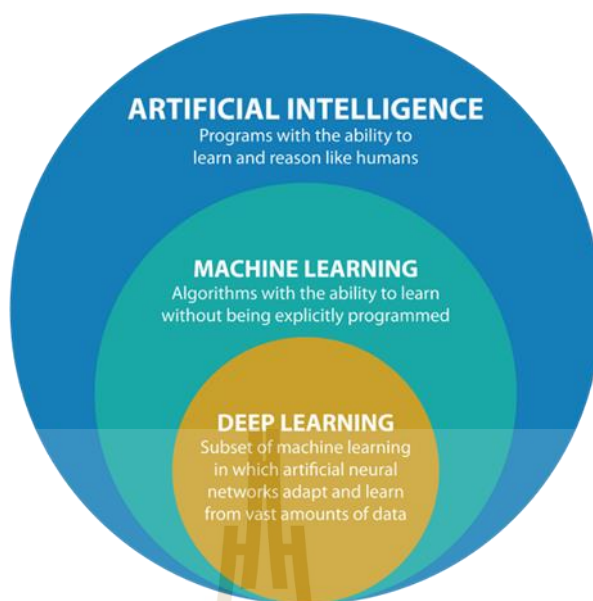 ARTIFICIAL INTELLIGENCE
Programs with the ability to
learn and reason like humans
MACHINE LEARNING
Algorithms with the ability to learn
without being explicitly programmed
DEEP LEARNING
Subset of machine learning
in which artificial neural
networks adapt and learn
from vast amounts of data